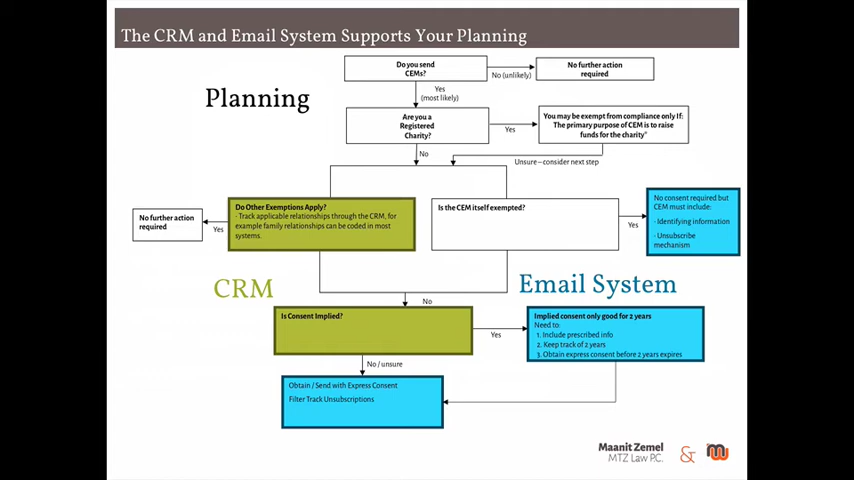 The CRM and Email System Supports Your Planning
Do you send
CEMs?
No (unlikely)
No further action
required
Yes
(most likely)
Planning
Are you a
Registered
Charity?
Yes
You may be exempt from compliance only If:
The primary purpose of CEM is to raise
funds for the charity"
No
Unsure – consider next step
No further action
required
Yes
Do Other Exemptions Apply?
- Track applicable relationships through the CRM, for
example family relationships can be coded in most
systems.
Is the CEM itself exempted?
Yes
No consent required but
CEM must include:
- Identifying information
- Unsubscribe
mechanism
CRM
Email System
No
Is Consent Implied?
Yes
Implied consent only good for 2 years
Need to:
1. Include prescribed info
2. Keep track of 2 years
3. Obtain express consent before 2 years expires
No / unsure
Obtain / Send with Express Consent
Filter Track Unsubscriptions
Maanit Zemel
MTZ Law P.C.
&